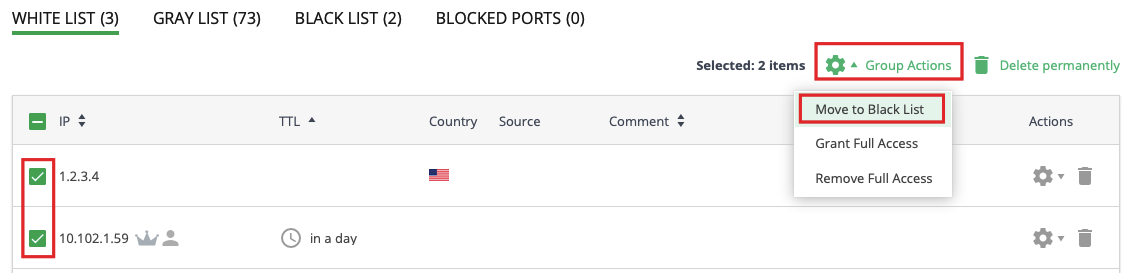 WHITE LIST (3) GRAY LIST (73) BLACK LIST (2) BLOCKED PORTS (0)
Selected: 2 items Group Actions Delete permanently
Move to Black List
Grant Full Access
Remove Full Access
IP TTL Country Source Comment Actions
1.2.3.4
10.102.1.59 in a day